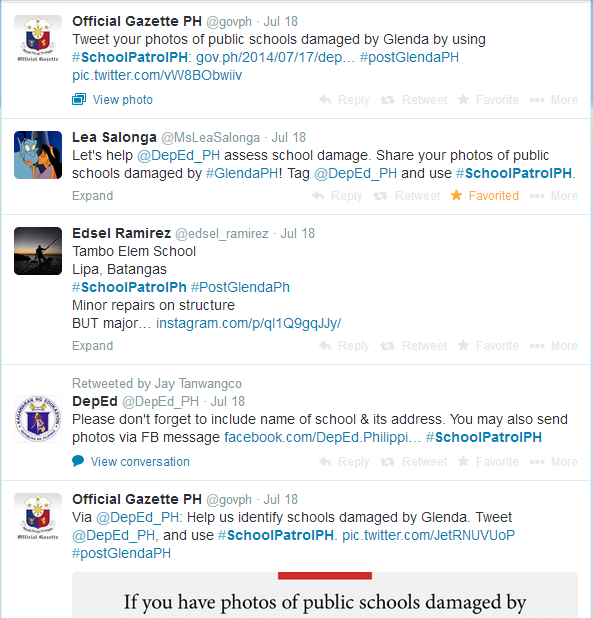 Official Gazette PH @govph · Jul 18
Tweet your photos of public schools damaged by Glenda by using
#SchoolPatrolPH: gov.ph/2014/07/17/dep... #postGlendaPH
pic.twitter.com/vW8BObwiiv
View photo
Reply Retweet Favorite More
Official Gazette
Lea Salonga @MsLeaSalonga · Jul 18
Let's help @DepEd_PH assess school damage. Share your photos of public
schools damaged by #GlendaPH! Tag @DepEd_PH and use #SchoolPatrolPH.
Expand
Reply Retweet Favorited More
Edsel Ramirez @edsel_ramirez · Jul 18
Tambo Elem School
Lipa, Batangas
#SchoolPatrolPh #PostGlendaPh
Minor repairs on structure
BUT major... instagram.com/p/ql1Q9gqJJy/
Expand
Reply Retweet Favorite More
Retweeted by Jay Tanwangco
DepEd @DepEd_PH · Jul 18
Please don't forget to include name of school & its address. You may also send
photos via FB message facebook.com/DepEd.Philippi... #SchoolPatrolPH
View conversation
Reply Retweet Favorite More
Official Gazette PH @govph · Jul 18
Via @DepEd_PH: Help us identify schools damaged by Glenda. Tweet
@DepEd_PH, and use #SchoolPatrolPH. pic.twitter.com/JetRNUVUoP
#postGlendaPH
Official Gazette
If you have photos of public schools damaged by